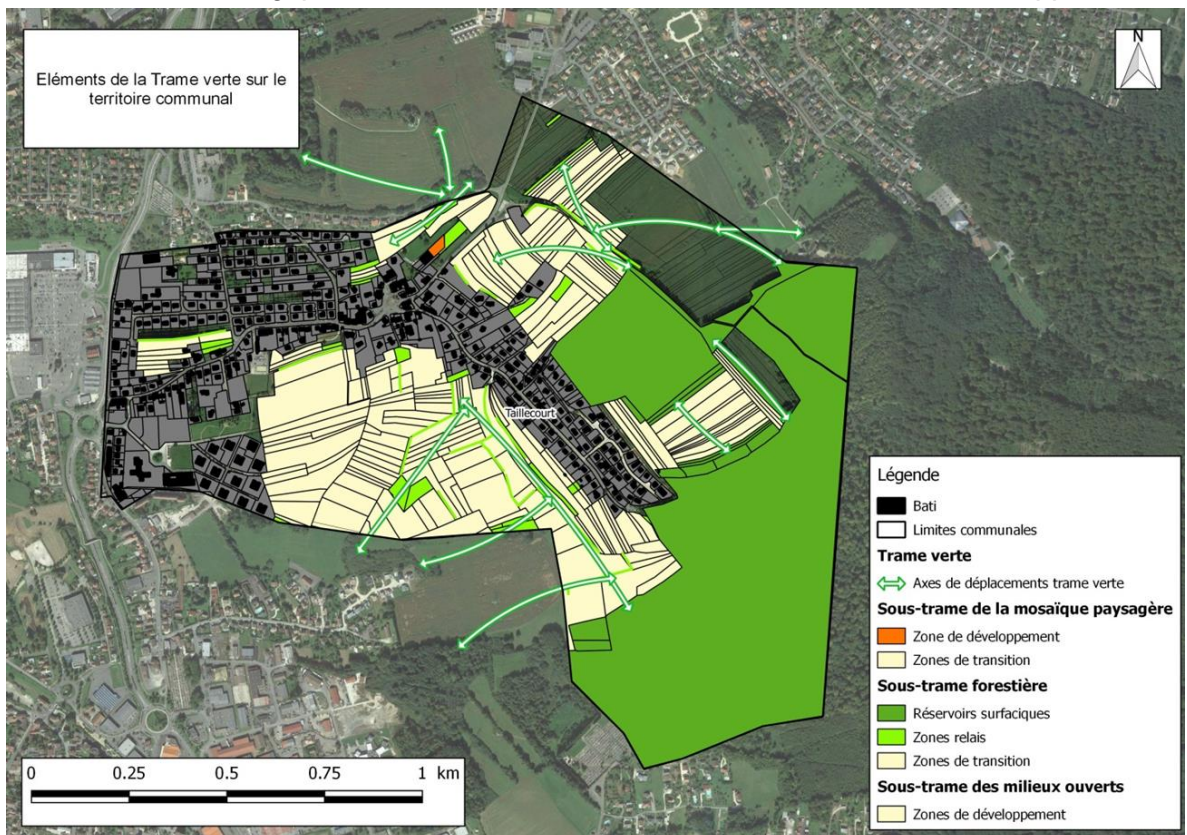 Eléments de la Trame verte sur le
territoire communal
N
Taillecourt
Légende
Bati
Limites communales
Trame verte
Axes de déplacements trame verte
Sous-trame de la mosaïque paysagère
Zone de développement
Zones de transition
Sous-trame forestière
Réservoirs surfaciques
Zones relais
Zones de transition
Sous-trame des milieux ouverts
Zones de développement
0 0.25 0.5 0.75 1 km